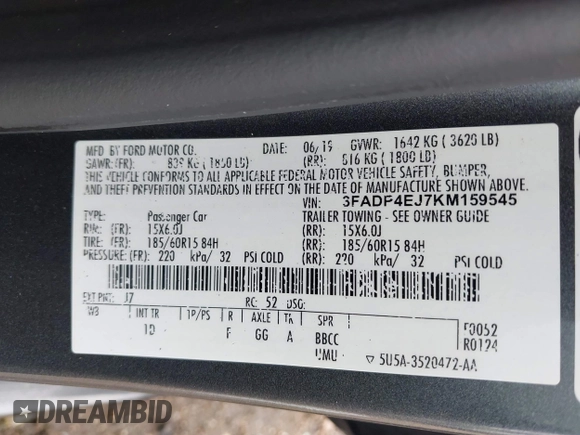 MFD. BY FORD MOTOR CO. DATE: 06/19 GVWR: 1642 KG ( 3620 LB)
GAWR:(FR): KG ( LB) (RR): 816 KG ( 1800 LB)
THIS VEHICLE CONFORMS TO ALL APPLICABLE FEDERAL MOTOR VEHICLE SAFETY, BUMPER,
AND THEFT PREVENTION STANDARDS IN EFFECT ON THE DATE OF MANUFACTURE SHOWN ABOVE.
VIN: 3FADP4EJ7KM159545
TYPE: Passenger Car TRAILER TOWING - SEE OWNER GUIDE
RIM: (FR): 15X6.0J (RR): 15X6.0J
TIRE: (FR): 185/60R15 84H (RR): 185/60R15 84H
PRESSURE: (FR): 220 kPa/ 32 PSI COLD (RR): 220 kPa/ 32 PSI COLD
EXT PNT: J7 RC: 52 DSO:
WB INT TR TP/PS R AXLE TR SPR
F GG A BBCC
UMU
F0052
R0124
▽ 5U5A-3520472-AA
DREAMBID